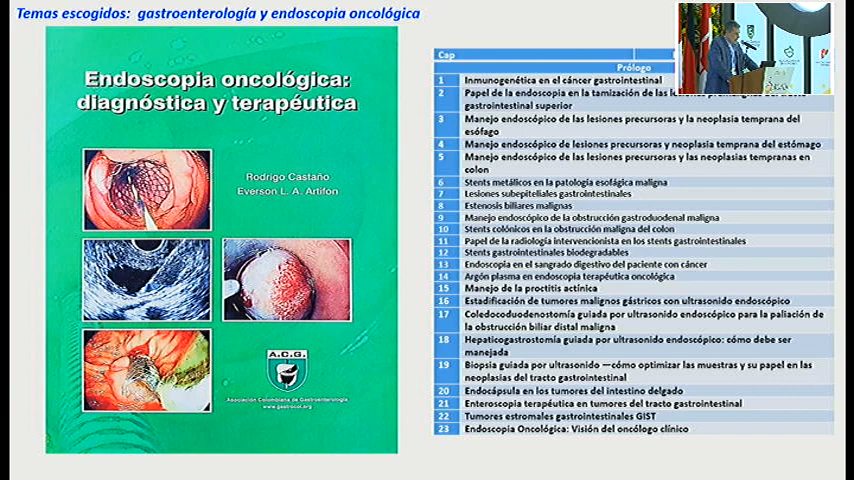 Temas escogidos: gastroenterología y endoscopia oncológica
Endoscopia oncológica:
diagnóstica y terapéutica
Rodrigo Castaño
Everson L. A. Artifon
A.C.G.
Asociación Colombiana de Gastroenterología
www.gastrocol.org
Cap
Prólogo
1 Inmunogenética en el cáncer gastrointestinal
2 Papel de la endoscopia en la tamización de las
gastrointestinal superior
3 Manejo endoscópico de las lesiones precursoras y la neoplasia temprana del
esófago
4 Manejo endoscópico de lesiones precursoras y neoplasia temprana del estómago
5 Manejo endoscópico de las lesiones precursoras y las neoplasias tempranas en
colon
6 Stents metálicos en la patología esofágica maligna
7 Lesiones subepiteliales gastrointestinales
8 Estenosis biliares malignas
9 Manejo endoscópico de la obstrucción gastroduodenal maligna
10 Stents colónicos en la obstrucción maligna del colon
11 Papel de la radiología intervencionista en los stents gastrointestinales
12 Stents gastrointestinales biodegradables
13 Endoscopia en el sangrado digestivo del paciente con cáncer
14 Argón plasma en endoscopia terapéutica oncológica
15 Manejo de la proctitis actínica
16 Estadificación de tumores malignos gástricos con ultrasonido endoscópico
17 Coledocoduodenostomía guiada por ultrasonido endoscópico para la paliación de
la obstrucción biliar distal maligna
18 Hepaticogastrostomía guiada por ultrasonido endoscópico: cómo debe ser
manejada
19 Biopsia guiada por ultrasonido —cómo optimizar las muestras y su papel en las
neoplasias del tracto gastrointestinal
20 Endocápsula en los tumores del intestino delgado
21 Enteroscopia terapéutica en tumores del tracto gastrointestinal
22 Tumores estromales gastrointestinales GIST
23 Endoscopia Oncológica: Visión del oncólogo clínico